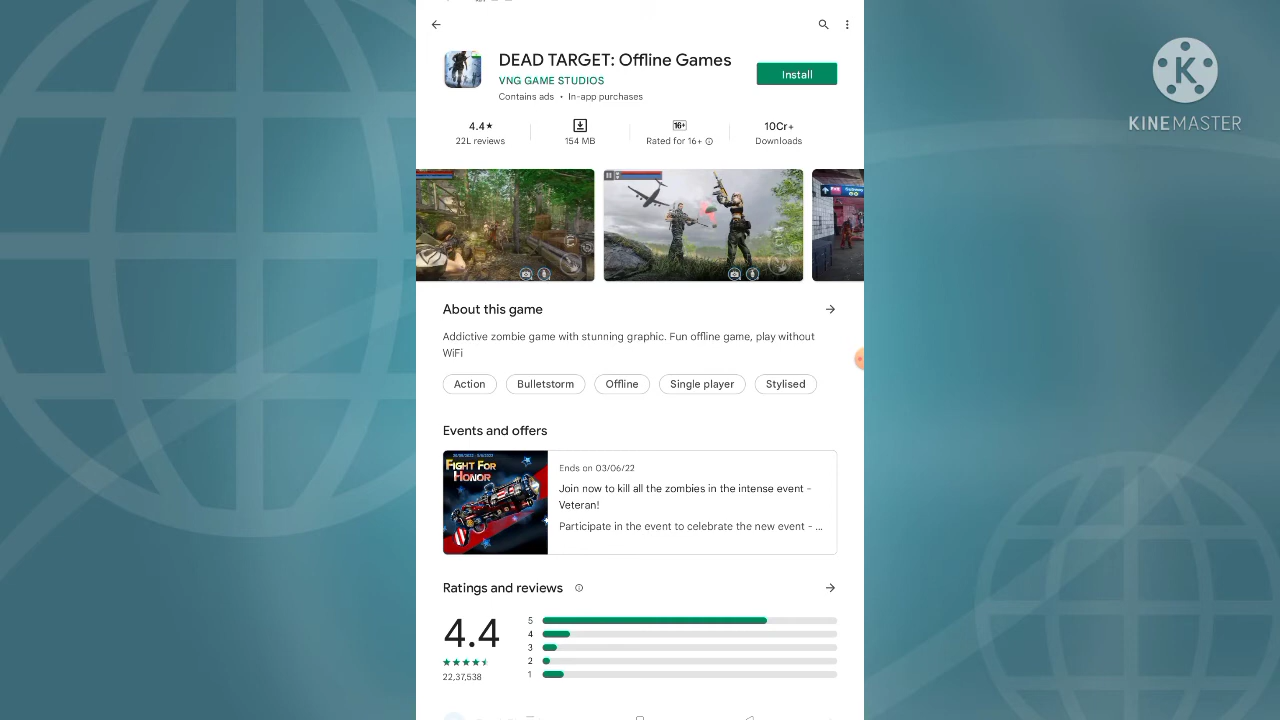 DEAD TARGET: Offline Games
VNG GAME STUDIOS
Install
Contains ads • In-app purchases
4.4★
22L reviews
154 MB
16+
Rated for 16+
10Cr+
Downloads
K
KINEMASTER
About this game
Addictive zombie game with stunning graphic. Fun offline game, play without
WiFi
Action
Bulletstorm
Offline
Single player
Stylised
Events and offers
FIGHT FOR
HONOR
Ends on 03/06/22
Join now to kill all the zombies in the intense event -
Veteran!
Participate in the event to celebrate the new event - ...
Ratings and reviews
4.4
22,37,538
5
4
3
2
1